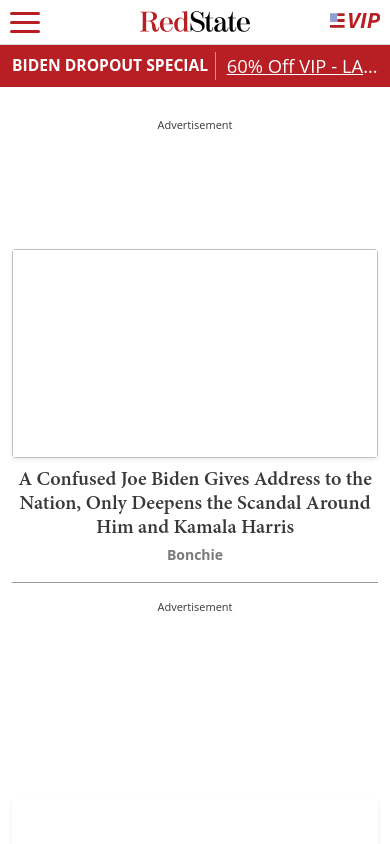 RedState
VIP
BIDEN DROPOUT SPECIAL
60% Off VIP - LA...
Advertisement
A Confused Joe Biden Gives Address to the
Nation, Only Deepens the Scandal Around
Him and Kamala Harris
Bonchie
Advertisement